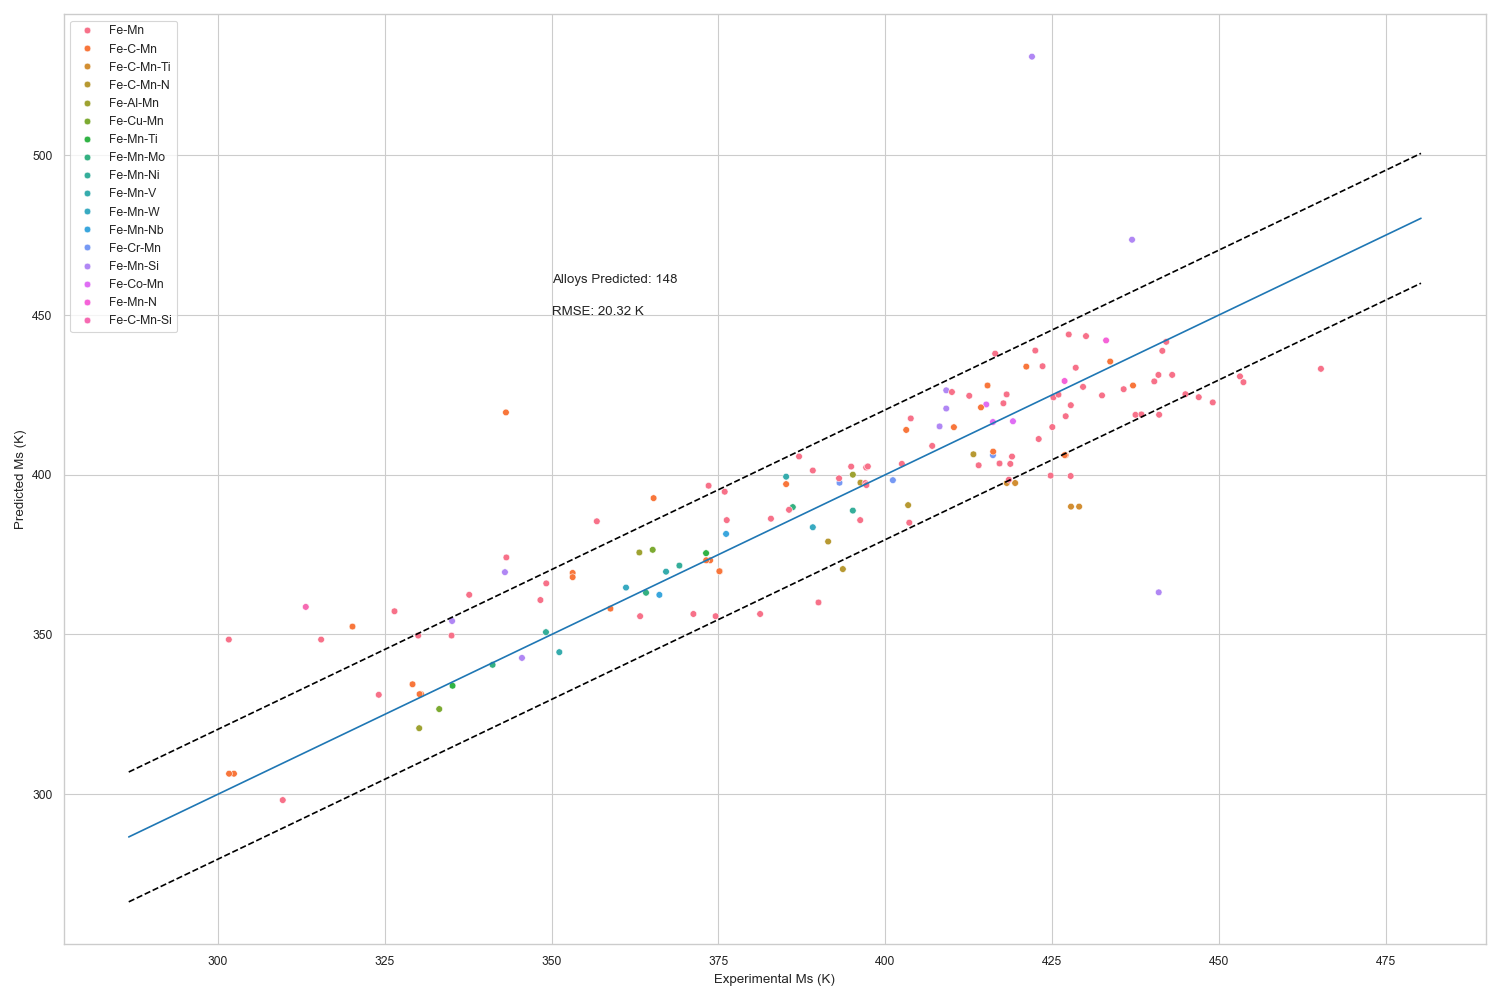 Fe-Mn
Fe-C-Mn
Fe-C-Mn-Ti
Fe-C-Mn-N
Fe-Al-Mn
Fe-Cu-Mn
Fe-Mn-Ti
Fe-Mn-Mo
Fe-Mn-Ni
Fe-Mn-V
Fe-Mn-W
Fe-Mn-Nb
Fe-Cr-Mn
Fe-Mn-Si
Fe-Co-Mn
Fe-Mn-N
Fe-C-Mn-Si
Alloys Predicted: 148
RMSE: 20.32 K
Predicted Ms (K)
500
450
400
350
300
300 325 350 375 400 425 450 475
Experimental Ms (K)